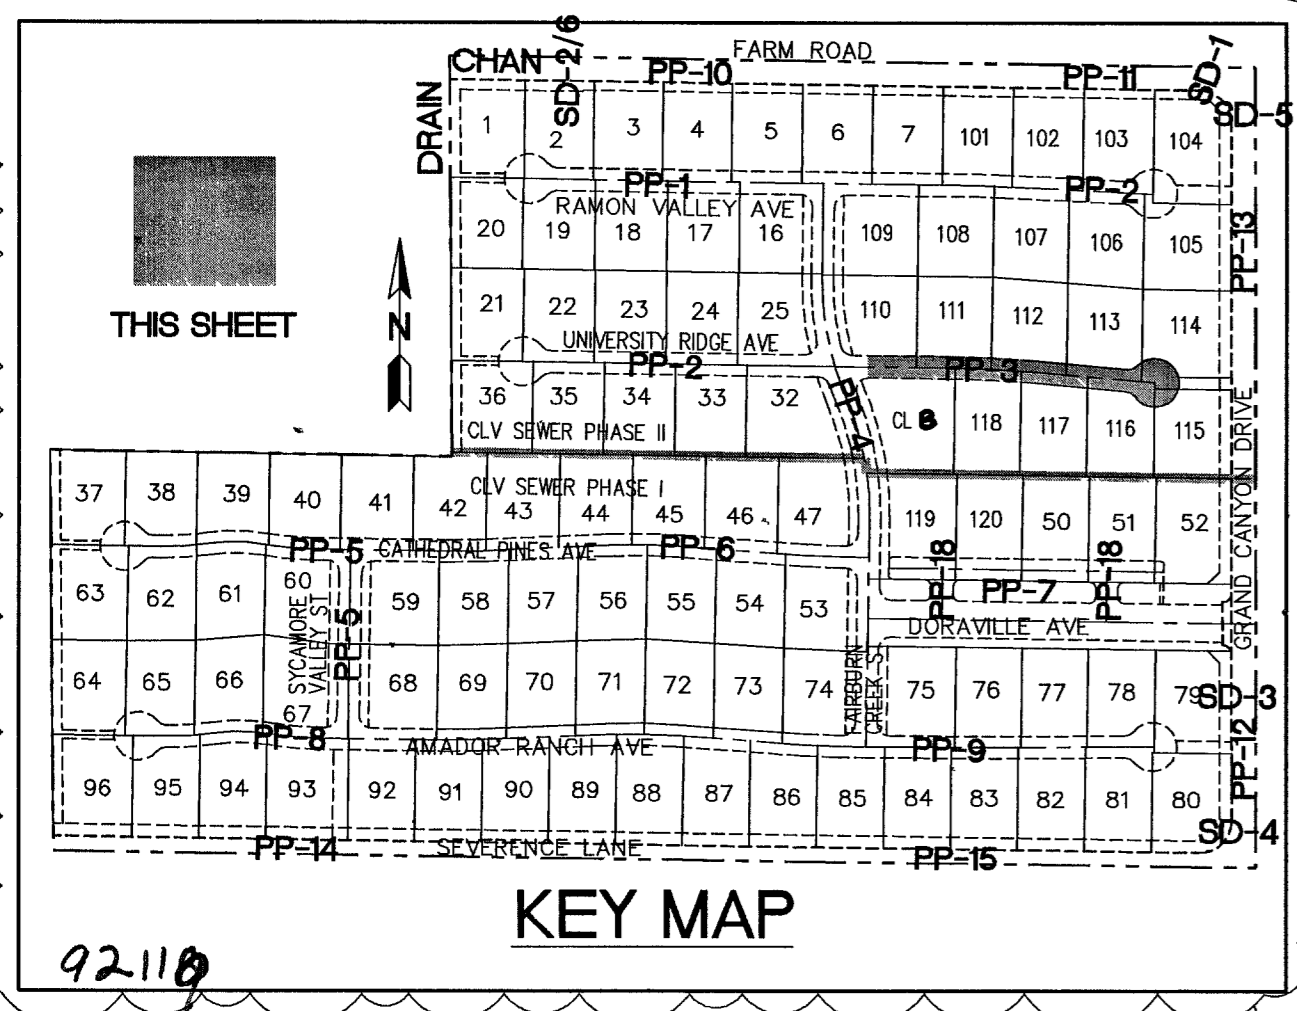 FARM ROAD
CHAN
SD-2/6
PP-10
PP-11
SD-1
SD-5
DRAIN
1 2 3 4 5 6 7 101 102 103 104
PP-1
PP-2
RAMON VALLEY AVE
PP-13
20 19 18 17 16 109 108 107 106 105
21 22 23 24 25 110 111 112 113 114
THIS SHEET
N
UNIVERSITY RIDGE AVE
PP-2
PP-3
PP-4
36 35 34 33 32 CL B 118 117 116 115
CLV SEWER PHASE II
GRAND CANYON DRIVE
CLV SEWER PHASE I
37 38 39 40 41 42 43 44 45 46 47 119 120 50 51 52
PP-5
CATHEDRAL PINES AVE
PP-6
PP-18
PP-7
PP-18
63 62 61 60 59 58 57 56 55 54 53
SYCAMORE
VALLEY ST
PP-5
DORAVILLE AVE
64 65 66 67 68 69 70 71 72 73 74 75 76 77 78 79
CREEK S
SD-3
PP-8
AMADOR RANCH AVE
PP-9
PP-12
96 95 94 93 92 91 90 89 88 87 86 85 84 83 82 81 80
SD-4
PP-14
SEVERENCE LANE
PP-15
KEY MAP